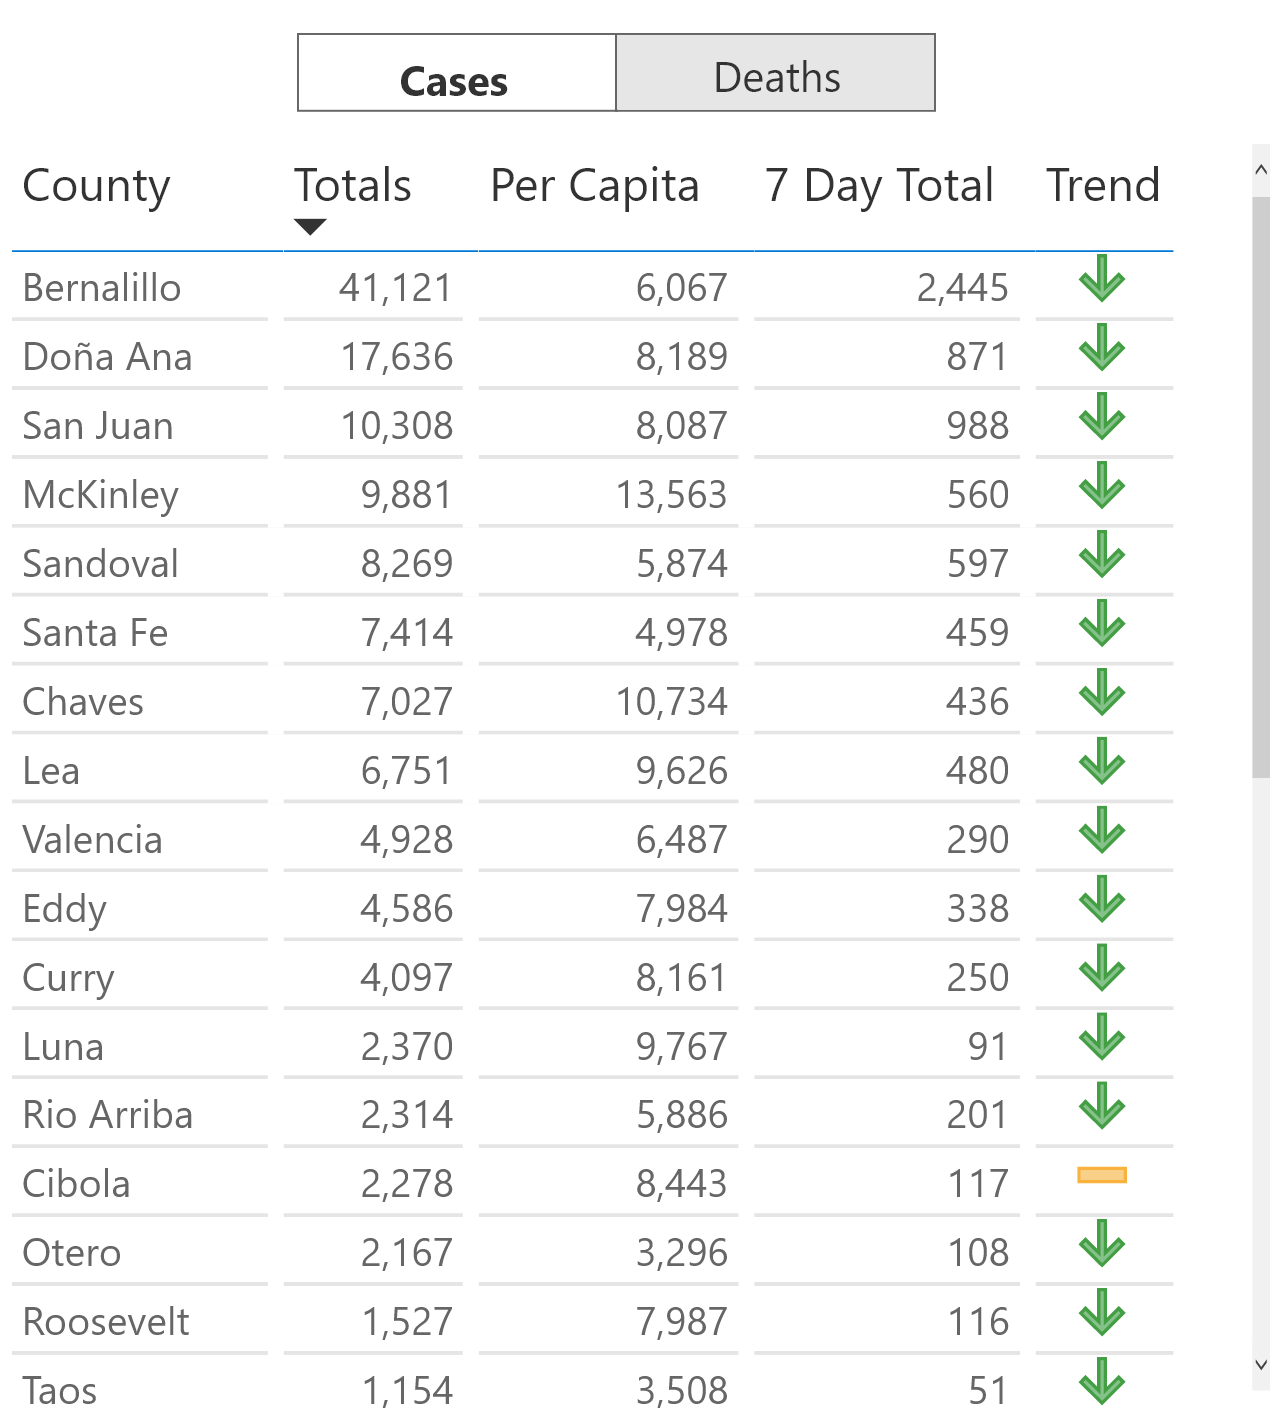 Cases Deaths
County Totals Per Capita 7 Day Total Trend
Bernalillo 41,121 6,067 2,445
Doña Ana 17,636 8,189 871
San Juan 10,308 8,087 988
McKinley 9,881 13,563 560
Sandoval 8,269 5,874 597
Santa Fe 7,414 4,978 459
Chaves 7,027 10,734 436
Lea 6,751 9,626 480
Valencia 4,928 6,487 290
Eddy 4,586 7,984 338
Curry 4,097 8,161 250
Luna 2,370 9,767 91
Rio Arriba 2,314 5,886 201
Cibola 2,278 8,443 117
Otero 2,167 3,296 108
Roosevelt 1,527 7,987 116
Taos 1,154 3,508 51